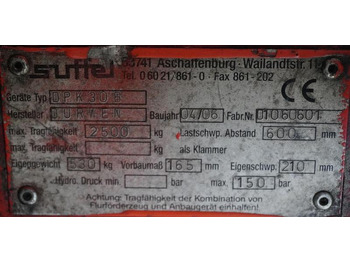 suffel 63741 Aschaffenburg - Wailandtstr. 11
Tel. 0 60 21/861-0 · Fax 861-202
CE
Geräte Typ
Hersteller DURWEN Baujahr 04/06 Fabr.Nr. 01060601
max. Tragfähigkeit 2500 kg Lastschwp. Abstand 600 mm
max. Tragfähigkeit kg als Klammer
Eigengewicht 530 kg Vorbaumaß 165 mm Eigenschwp. 210 mm
Hydro. Druck min. bar max. 150 bar
Achtung: Tragfähigkeit der Kombination von
Flurförderzeug und Anbaugerät einhalten!